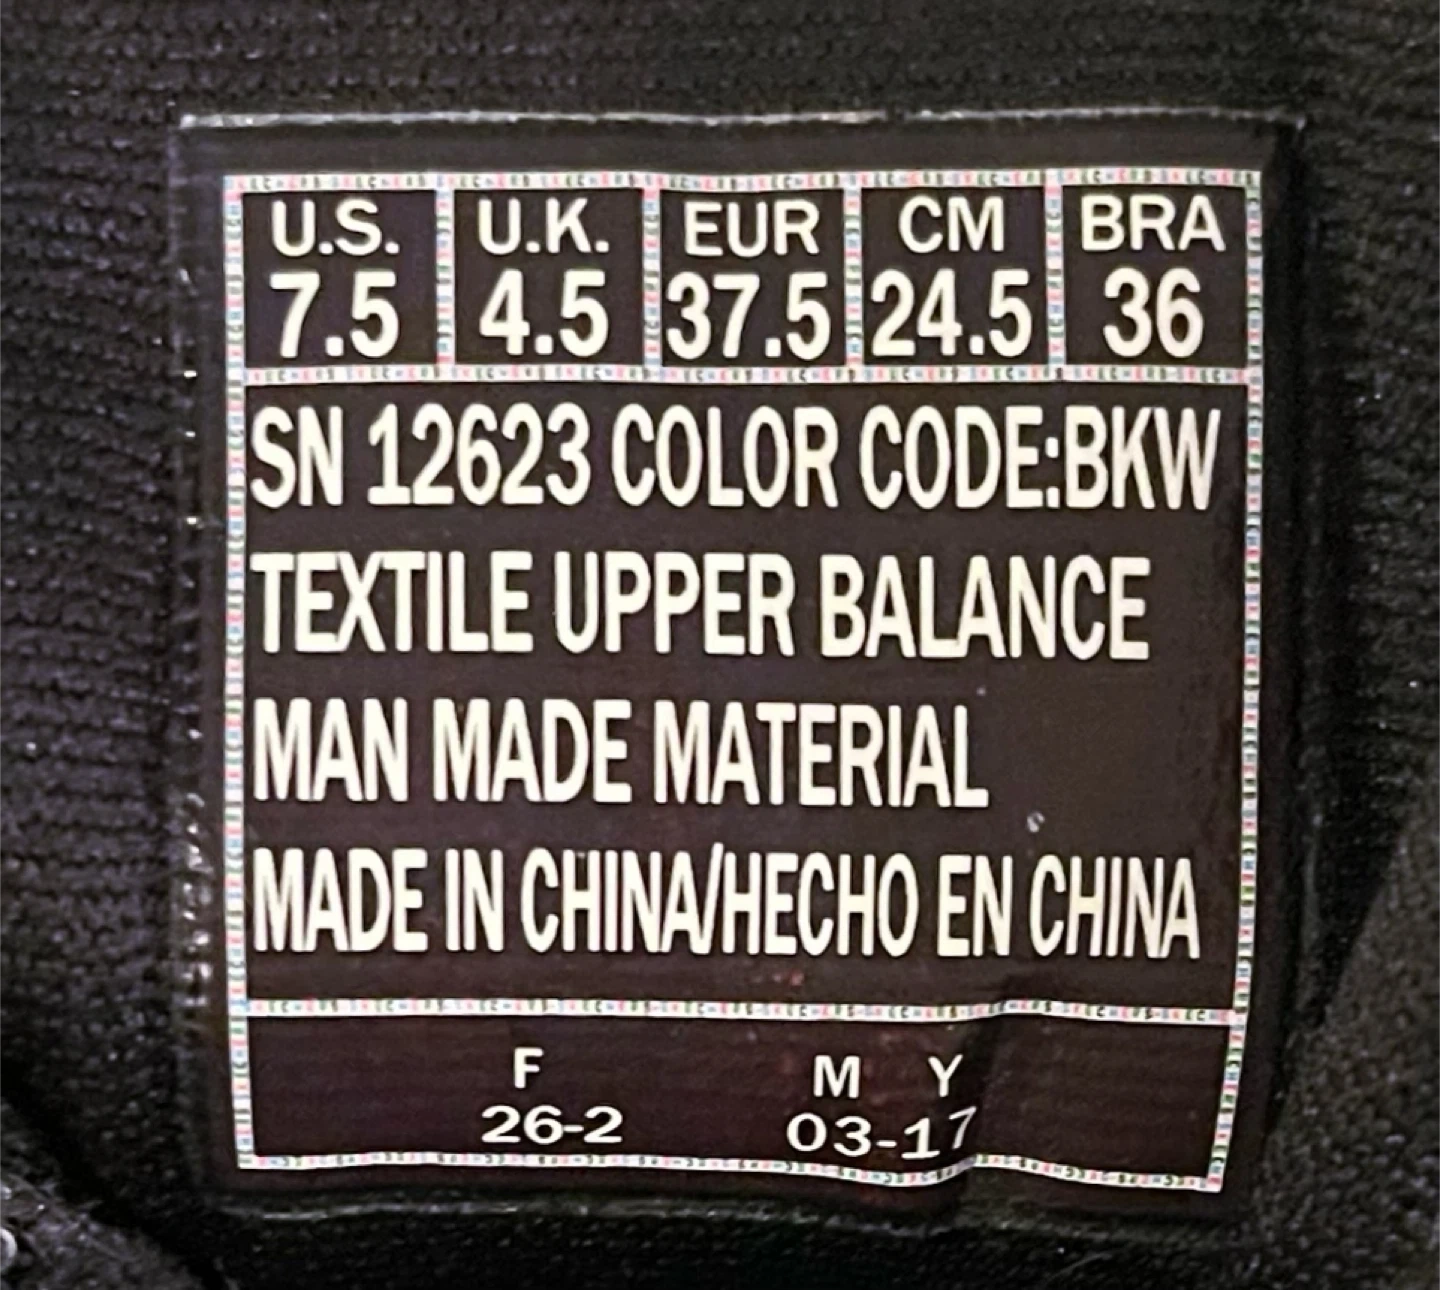 U.S. U.K. EUR CM BRA
7.5 4.5 37.5 24.5 36
SN 12623 COLOR CODE:BKW
TEXTILE UPPER BALANCE
MAN MADE MATERIAL
MADE IN CHINA/HECHO EN CHINA
F M Y
26-2 03-17